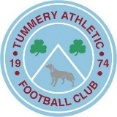 TUMMERY ATHLETIC
19 74
FOOTBALL CLUB